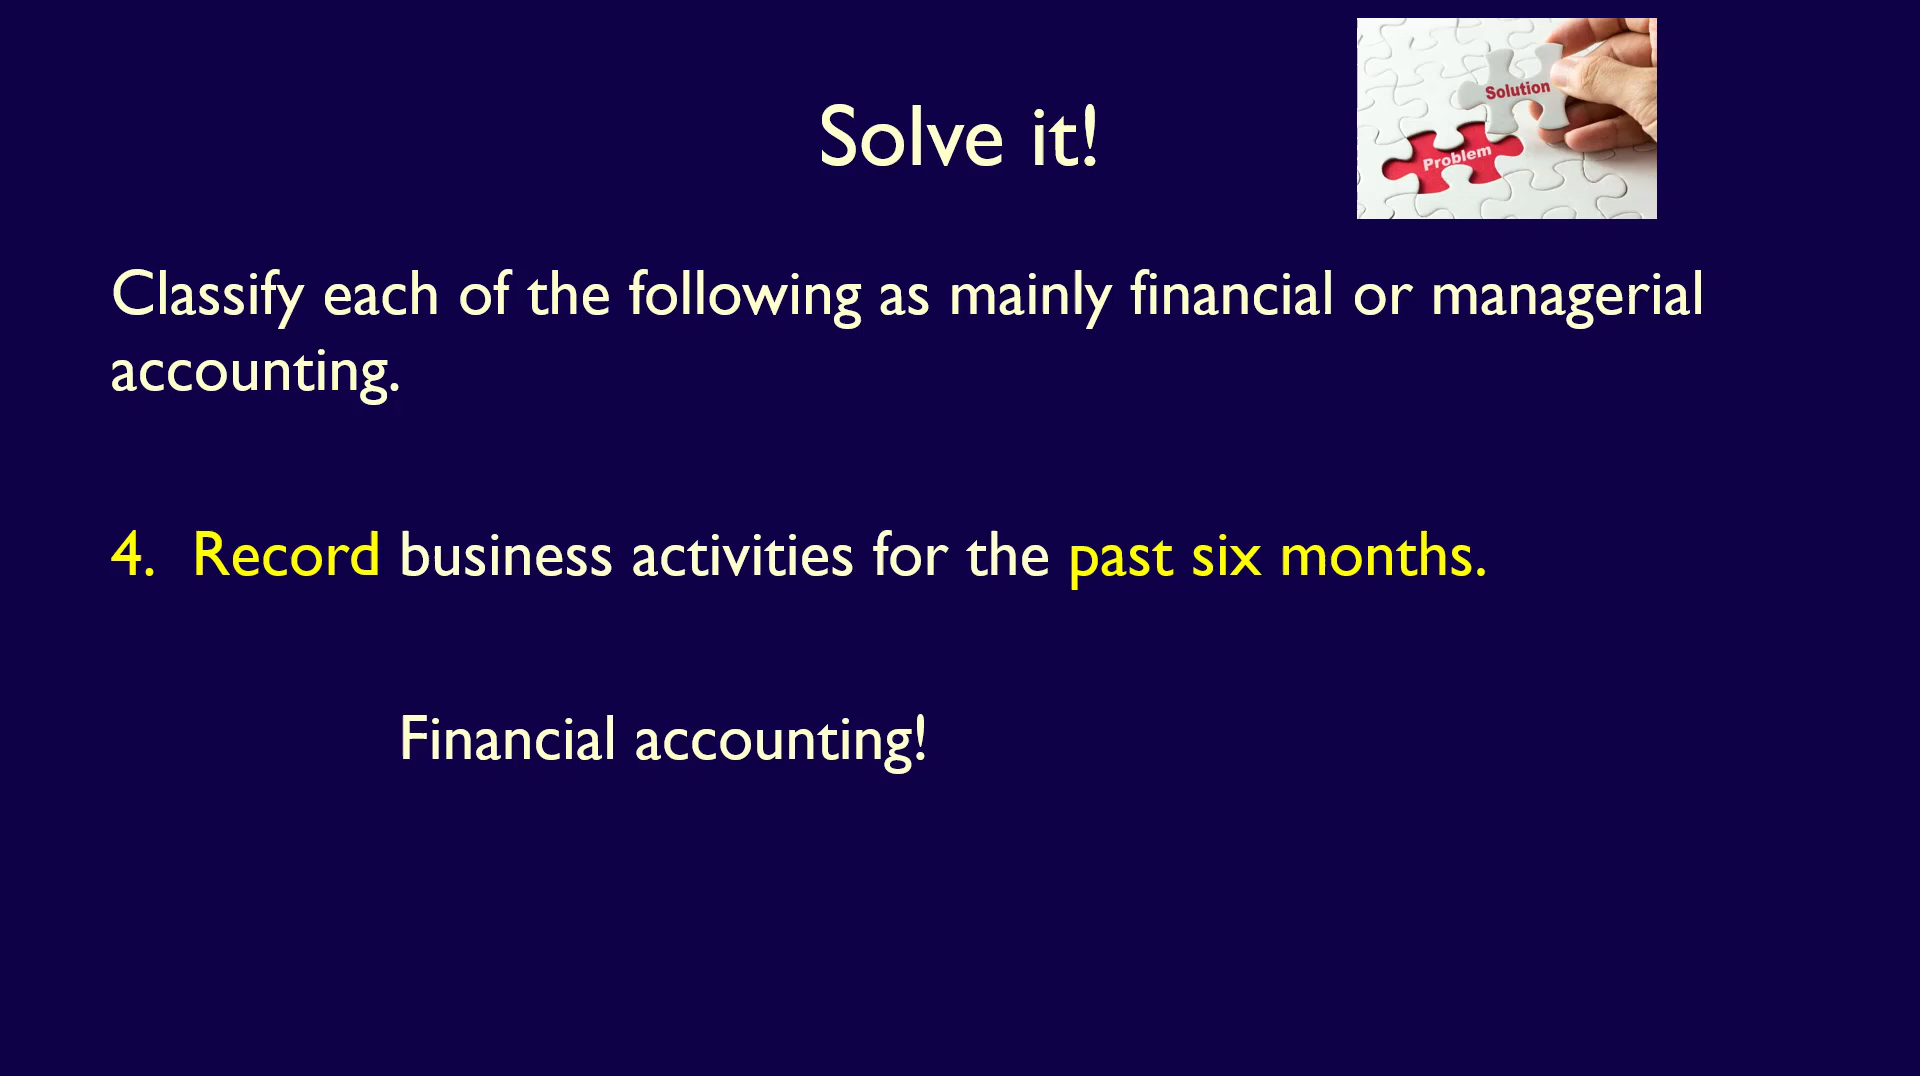 Solve it!
Solution
Problem
Classify each of the following as mainly financial or managerial
accounting.
4. Record business activities for the past six months.
Financial accounting!